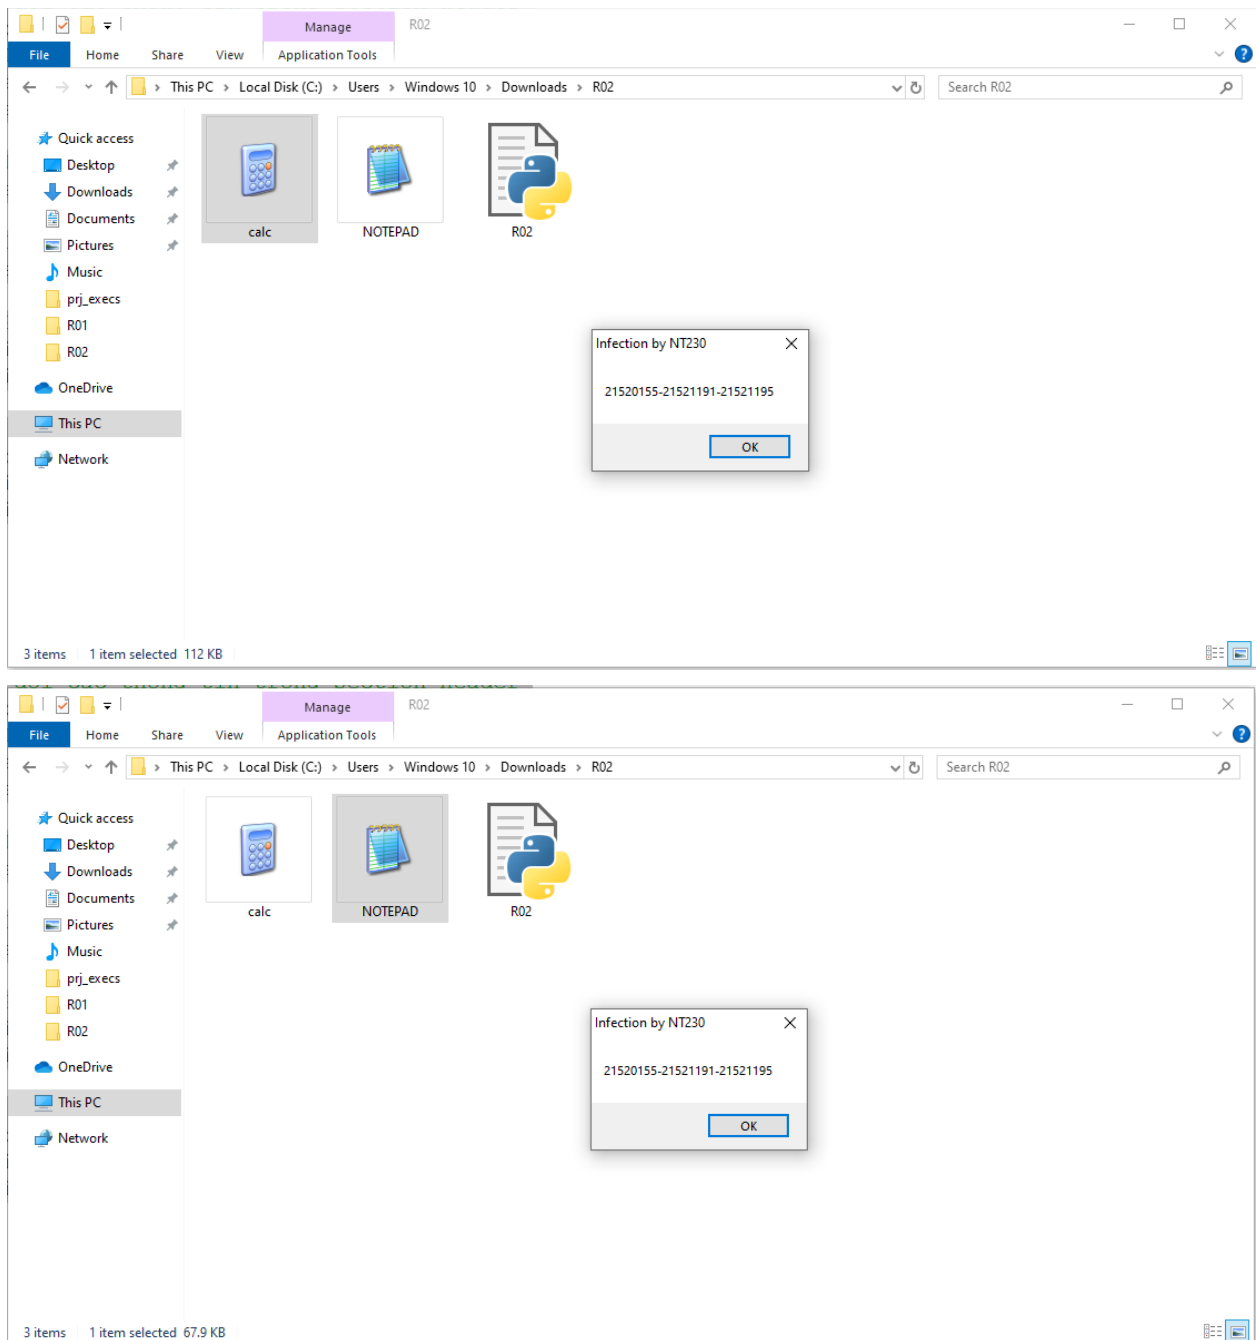 Manage R02
File Home Share View Application Tools
This PC > Local Disk (C:) > Users > Windows 10 > Downloads > R02
Search R02
Quick access
Desktop
Downloads
Documents
Pictures
Music
prj_execs
R01
R02
OneDrive
This PC
Network
calc
NOTEPAD
R02
Infection by NT230
21520155-21521191-21521195
OK
3 items 1 item selected 112 KB
Manage R02
File Home Share View Application Tools
This PC > Local Disk (C:) > Users > Windows 10 > Downloads > R02
Search R02
Quick access
Desktop
Downloads
Documents
Pictures
Music
prj_execs
R01
R02
OneDrive
This PC
Network
calc
NOTEPAD
R02
Infection by NT230
21520155-21521191-21521195
OK
3 items 1 item selected 67.9 KB